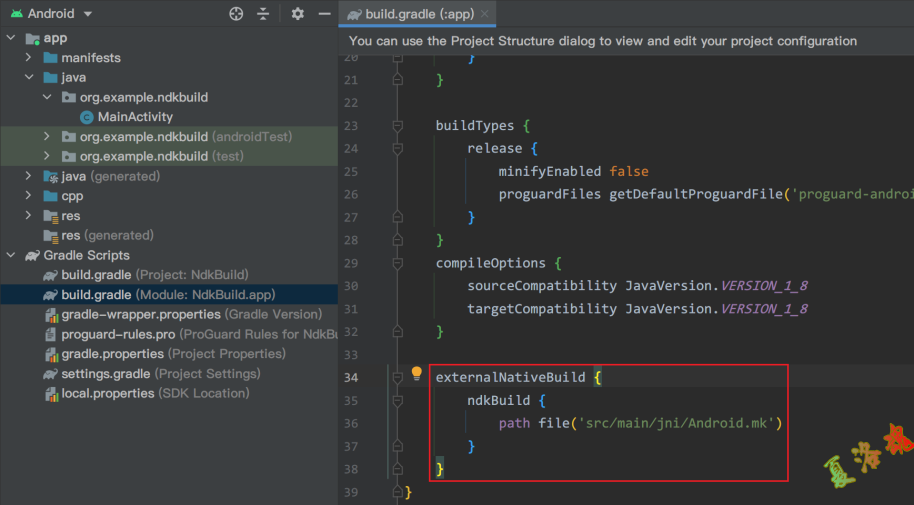 Android
app
manifests
java
org.example.ndkbuild
MainActivity
org.example.ndkbuild (androidTest)
org.example.ndkbuild (test)
java (generated)
cpp
res
res (generated)
Gradle Scripts
build.gradle (Project: NdkBuild)
build.gradle (Module: NdkBuild.app)
gradle-wrapper.properties (Gradle Version)
proguard-rules.pro (ProGuard Rules for NdkBu
gradle.properties (Project Properties)
settings.gradle (Project Settings)
local.properties (SDK Location)
build.gradle (:app)
You can use the Project Structure dialog to view and edit your project configuration
20 }
21 }
22
23 buildTypes {
24 release {
25 minifyEnabled false
26 proguardFiles getDefaultProguardFile('proguard-androi
27 }
28 }
29 compileOptions {
30 sourceCompatibility JavaVersion.VERSION_1_8
31 targetCompatibility JavaVersion.VERSION_1_8
32 }
33
34 externalNativeBuild {
35 ndkBuild {
36 path file('src/main/jni/Android.mk')
37 }
38 }
39 }